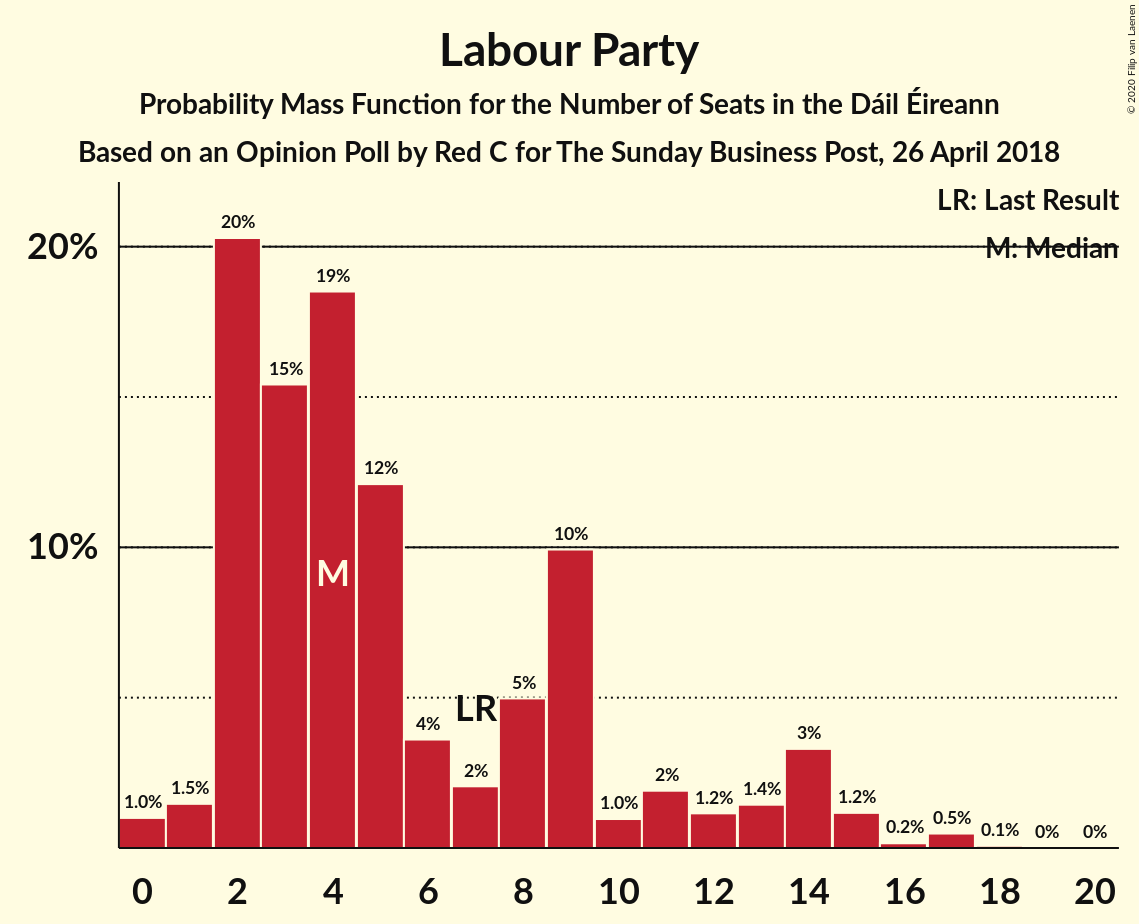 Labour Party
Probability Mass Function for the Number of Seats in the Dáil Éireann
Based on an Opinion Poll by Red C for The Sunday Business Post, 26 April 2018
© 2020 Filip van Laenen
LR: Last Result
M: Median
20%
10%
1.0%
1.5%
20%
15%
19%
12%
4%
2%
5%
10%
1.0%
2%
1.2%
1.4%
3%
1.2%
0.2%
0.5%
0.1%
0%
0%
M
LR
0 2 4 6 8 10 12 14 16 18 20